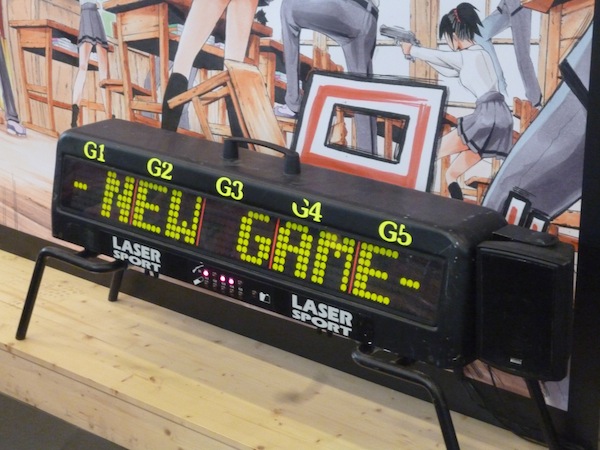 G1 G2 G3 G4 G5
-NEW GAME-
LASER
SPORT
LASER
SPORT